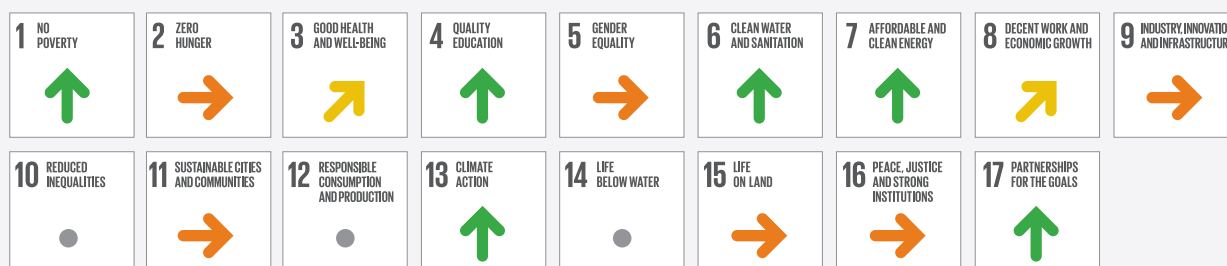 1 NO
POVERTY
2 ZERO
HUNGER
3 GOOD HEALTH
AND WELL-BEING
4 QUALITY
EDUCATION
5 GENDER
EQUALITY
6 CLEAN WATER
AND SANITATION
7 AFFORDABLE AND
CLEAN ENERGY
8 DECENT WORK AND
ECONOMIC GROWTH
9 INDUSTRY, INNOVATIO
AND INFRASTRUCTUR
10 REDUCED
INEQUALITIES
11 SUSTAINABLE CITIES
AND COMMUNITIES
12 RESPONSIBLE
CONSUMPTION
AND PRODUCTION
13 CLIMATE
ACTION
14 LIFE
BELOW WATER
15 LIFE
ON LAND
16 PEACE, JUSTICE
AND STRONG
INSTITUTIONS
17 PARTNERSHIPS
FOR THE GOALS